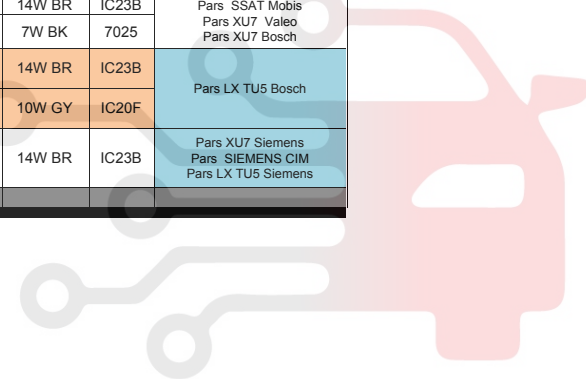 14W BR IC23B Pars SSAT Mobis
Pars XU7 Valeo
7W BK 7025
Pars XU7 Bosch
14W BR IC23B
Pars LX TU5 Bosch
10W GY IC20F
Pars XU7 Siemens
14W BR IC23B Pars SIEMENS CIM
Pars LX TU5 Siemens